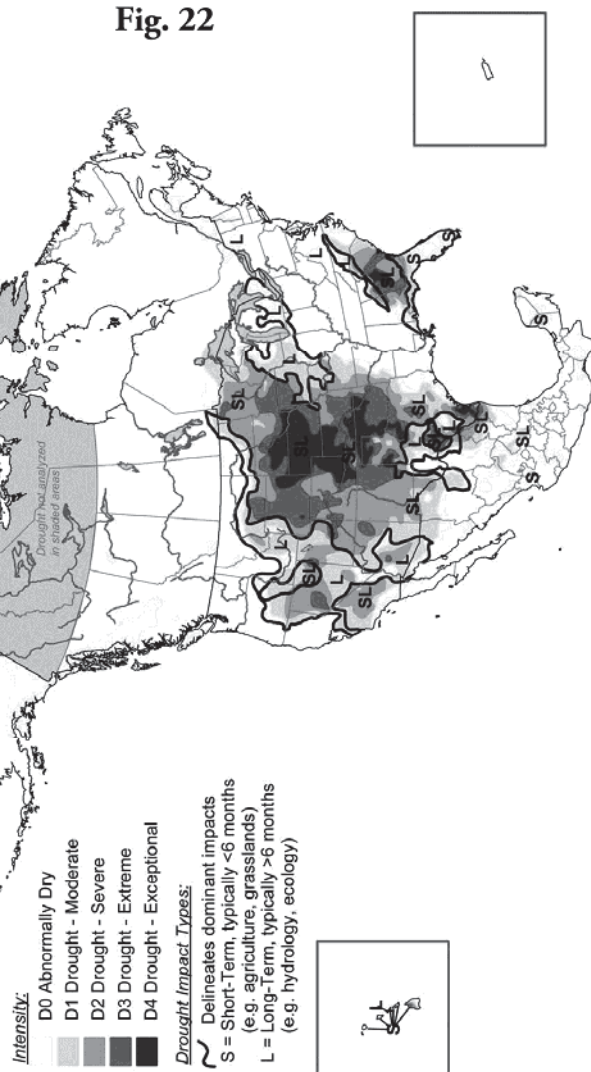 Fig. 22
Drought not analyzed
in shaded areas
Intensity:
D0 Abnormally Dry
D1 Drought - Moderate
D2 Drought - Severe
D3 Drought - Extreme
D4 Drought - Exceptional
Drought Impact Types:
Delineates dominant impacts
S = Short-Term, typically <6 months
(e.g. agriculture, grasslands)
L = Long-Term, typically >6 months
(e.g. hydrology, ecology)
L
L
L
SL
S
S
L
L
SL
SL
SL
SL
L
SL
SL
SL
S
S
L
SL
L
SL
L
L
S